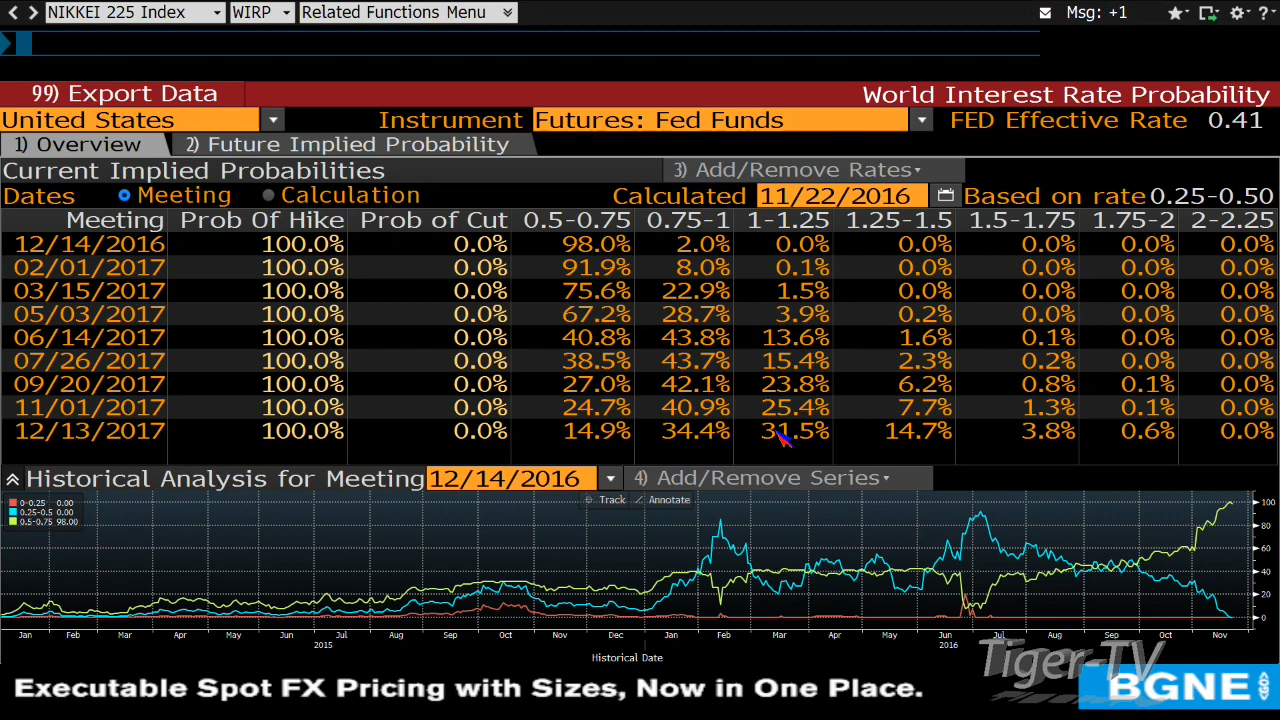 NIKKEI 225 Index WIRP Related Functions Menu Msg: +1
99) Export Data World Interest Rate Probability
United States Instrument Futures: Fed Funds FED Effective Rate 0.41
1) Overview 2) Future Implied Probability
Current Implied Probabilities 3) Add/Remove Rates
Dates Meeting Calculation Calculated 11/22/2016 Based on rate 0.25-0.50
Meeting Prob Of Hike Prob of Cut 0.5-0.75 0.75-1 1-1.25 1.25-1.5 1.5-1.75 1.75-2 2-2.25
12/14/2016 100.0% 0.0% 98.0% 2.0% 0.0% 0.0% 0.0% 0.0% 0.0%
02/01/2017 100.0% 0.0% 91.9% 8.0% 0.1% 0.0% 0.0% 0.0% 0.0%
03/15/2017 100.0% 0.0% 75.6% 22.9% 1.5% 0.0% 0.0% 0.0% 0.0%
05/03/2017 100.0% 0.0% 67.2% 28.7% 3.9% 0.2% 0.0% 0.0% 0.0%
06/14/2017 100.0% 0.0% 40.8% 43.8% 13.6% 1.6% 0.1% 0.0% 0.0%
07/26/2017 100.0% 0.0% 38.5% 43.7% 15.4% 2.3% 0.2% 0.0% 0.0%
09/20/2017 100.0% 0.0% 27.0% 42.1% 23.8% 6.2% 0.8% 0.1% 0.0%
11/01/2017 100.0% 0.0% 24.7% 40.9% 25.4% 7.7% 1.3% 0.1% 0.0%
12/13/2017 100.0% 0.0% 14.9% 34.4% 31.5% 14.7% 3.8% 0.6% 0.0%
Historical Analysis for Meeting 12/14/2016 4) Add/Remove Series
Track Annotate
0-0.25 0.00
0.25-0.5 0.00
0.5-0.75 98.00
100
80
60
40
20
0
Jan Feb Mar Apr May Jun Jul Aug Sep Oct Nov Dec Jan Feb Mar Apr May Jun Jul Aug Sep Oct Nov
2015 2016
Historical Date
Tiger-TV
Executable Spot FX Pricing with Sizes, Now in One Place.
BGNE